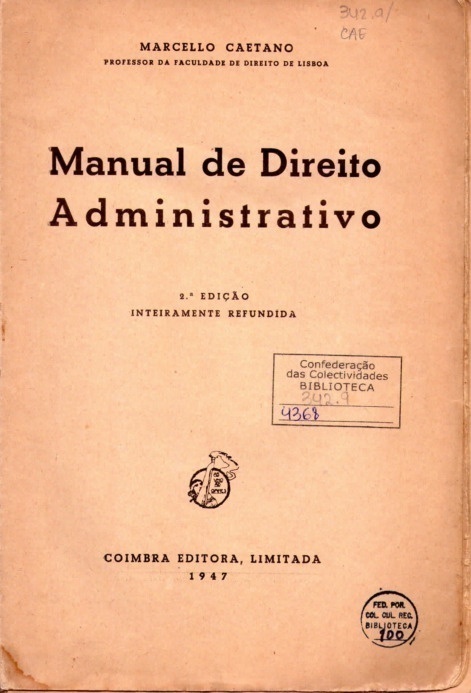 342.9/
CAE
MARCELLO CAETANO
PROFESSOR DA FACULDADE DE DIREITO DE LISBOA
Manual de Direito
Administrativo
2.ª EDIÇÃO
INTEIRAMENTE REFUNDIDA
Confederação
das Colectividades
BIBLIOTECA
342.9
4368
COIMBRA EDITORA, LIMITADA
1947
FED. POR.
COL. CUL. REC.
BIBLIOTECA
100